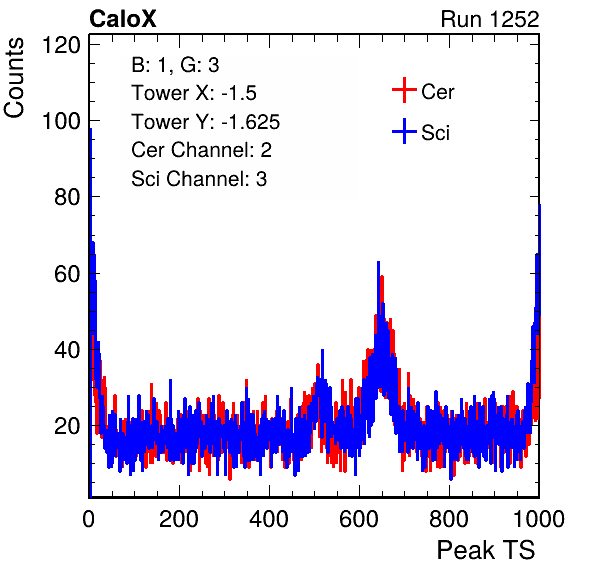 CaloX Run 1252
Counts
120
100
80
60
40
20
B: 1, G: 3
Tower X: -1.5
Tower Y: -1.625
Cer Channel: 2
Sci Channel: 3
Cer
Sci
0 200 400 600 800 1000
Peak TS